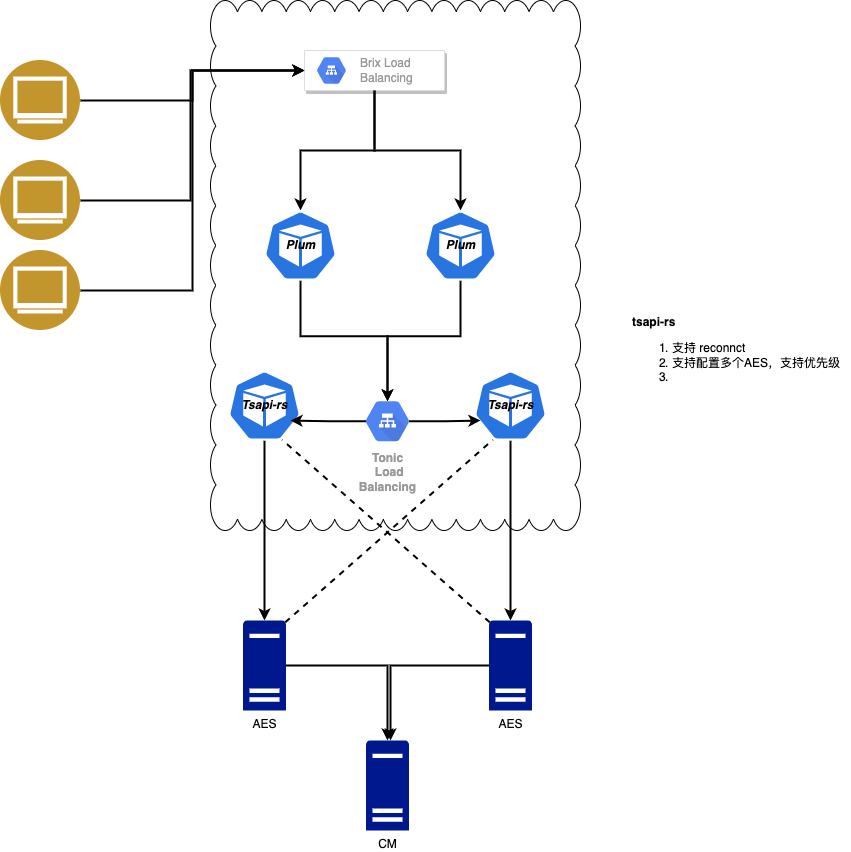 Brix Load
Balancing
Plum
Plum
tsapi-rs
1. 支持 reconnct
2. 支持配置多个AES，支持优先级
3.
Tsapi-rs
Tsapi-rs
Tonic
Load
Balancing
AES
AES
CM